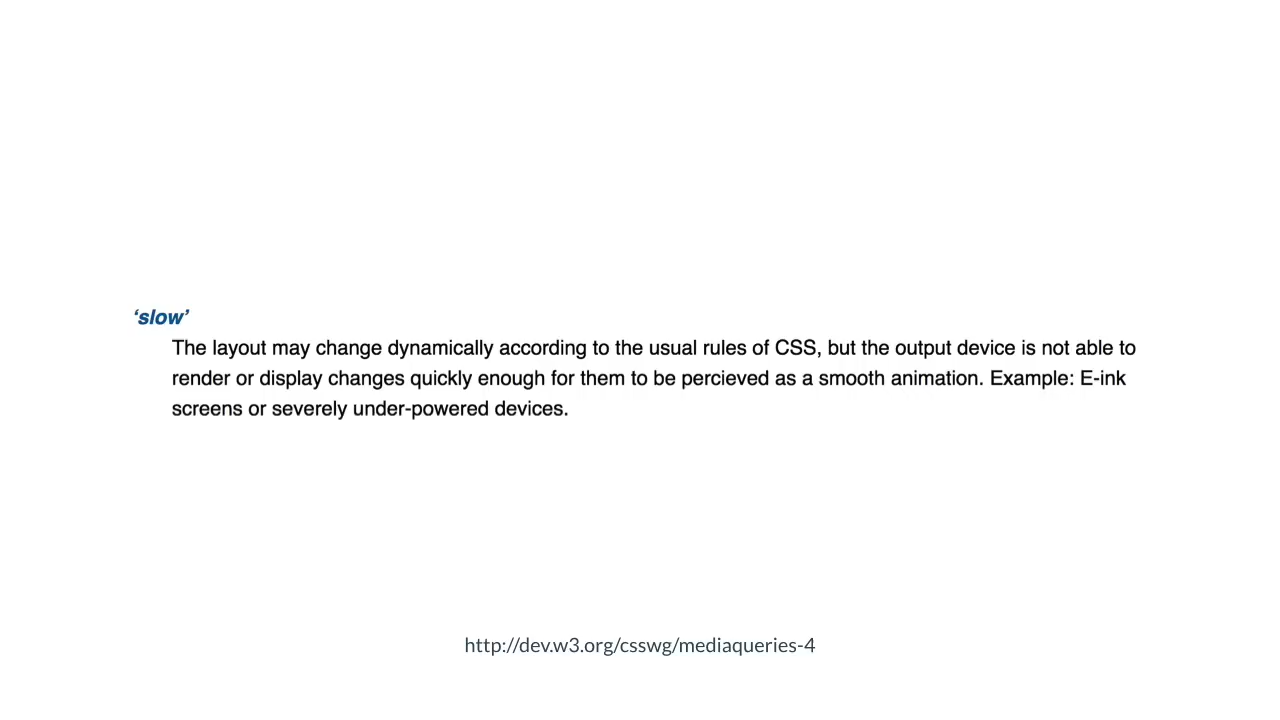 ‘slow’
The layout may change dynamically according to the usual rules of CSS, but the output device is not able to
render or display changes quickly enough for them to be percieved as a smooth animation. Example: E-ink
screens or severely under-powered devices.
http://dev.w3.org/csswg/mediaqueries-4